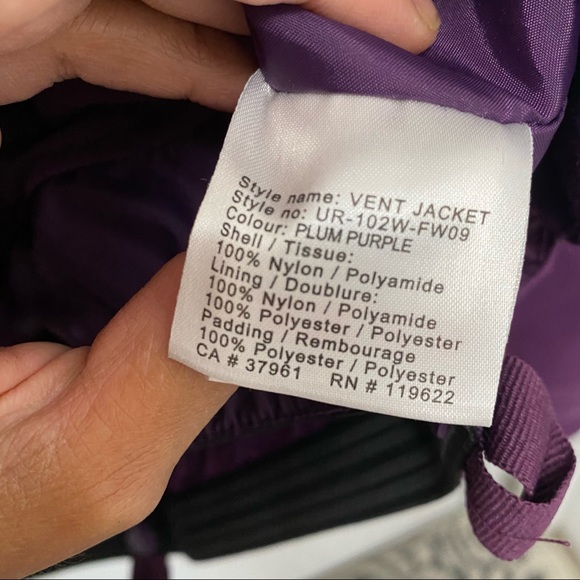 Style name: VENT JACKET
Style no: UR-102W-FW09
Colour: PLUM PURPLE
Shell / Tissue:
100% Nylon / Polyamide
Lining / Doublure:
100% Nylon / Polyamide
100% Polyester / Polyester
Padding / Rembourage
100% Polyester / Polyester
CA # 37961 RN # 119622